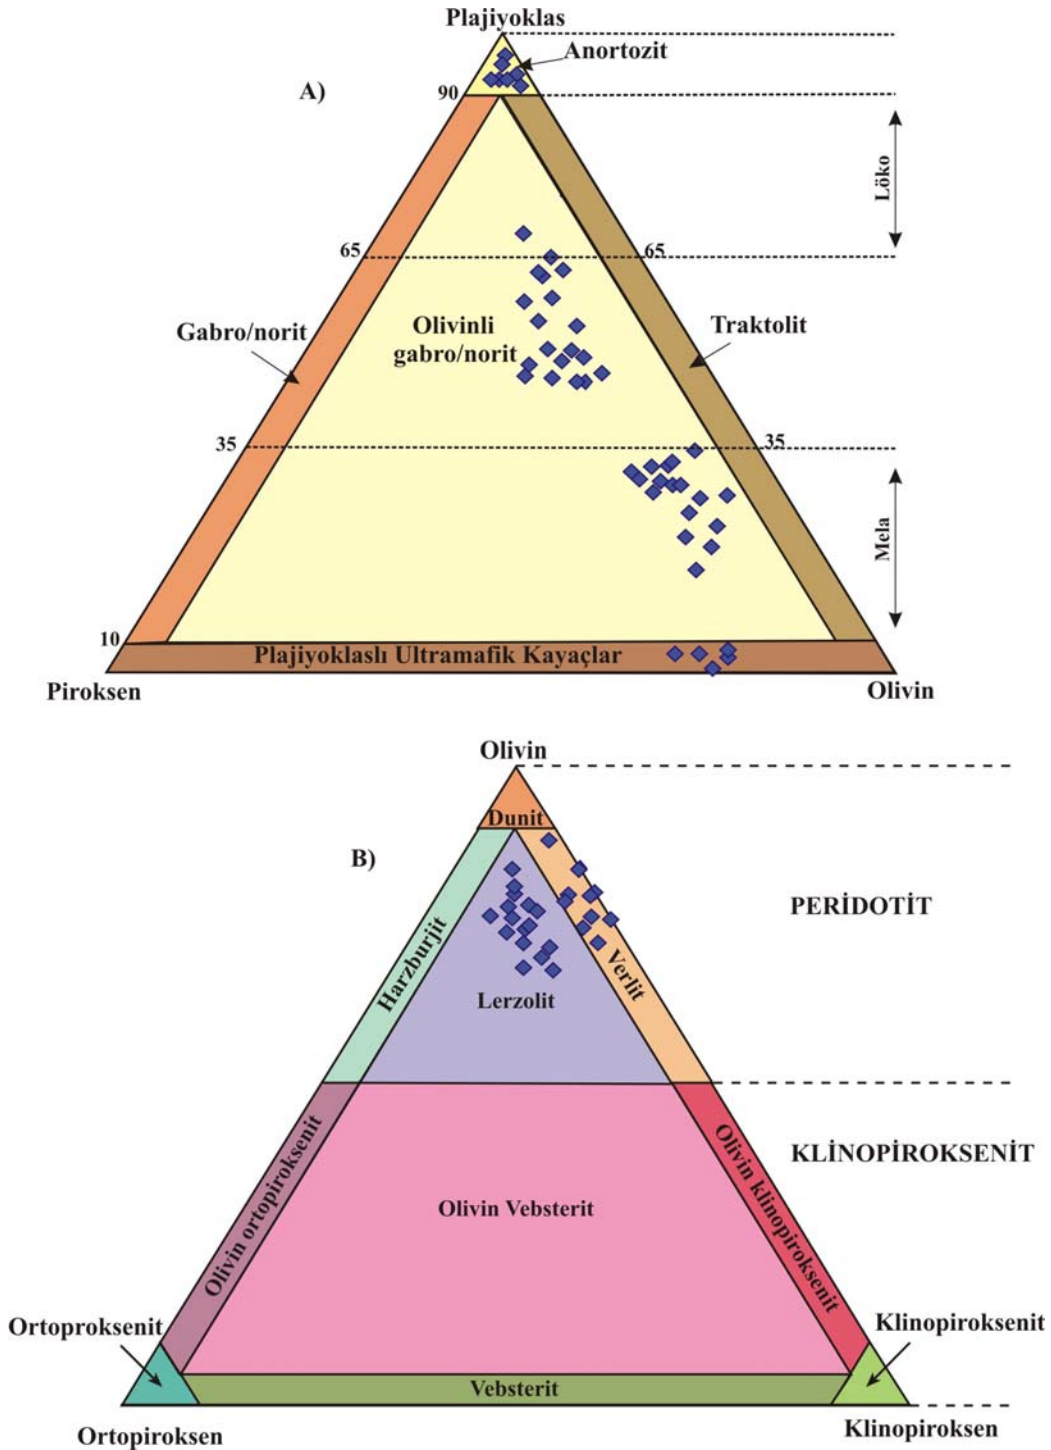 Plajiyoklas
Anortozit
A)
90
Löko
65
65
Gabro/norit
Olivinli
gabro/norit
Traktolit
35
35
Mela
10
Plajiyoklaslı Ultramafik Kayaçlar
Piroksen
Olivin
Olivin
Dunit
B)
PERİDOTİT
Harzburjit
Verlit
Lerzolit
KLİNOPİROKSENİT
Olivin ortopiroksenit
Olivin klinopiroksenit
Olivin Vebsterit
Ortoproksenit
Klinopiroksenit
Vebsterit
Ortopiroksen
Klinopiroksen